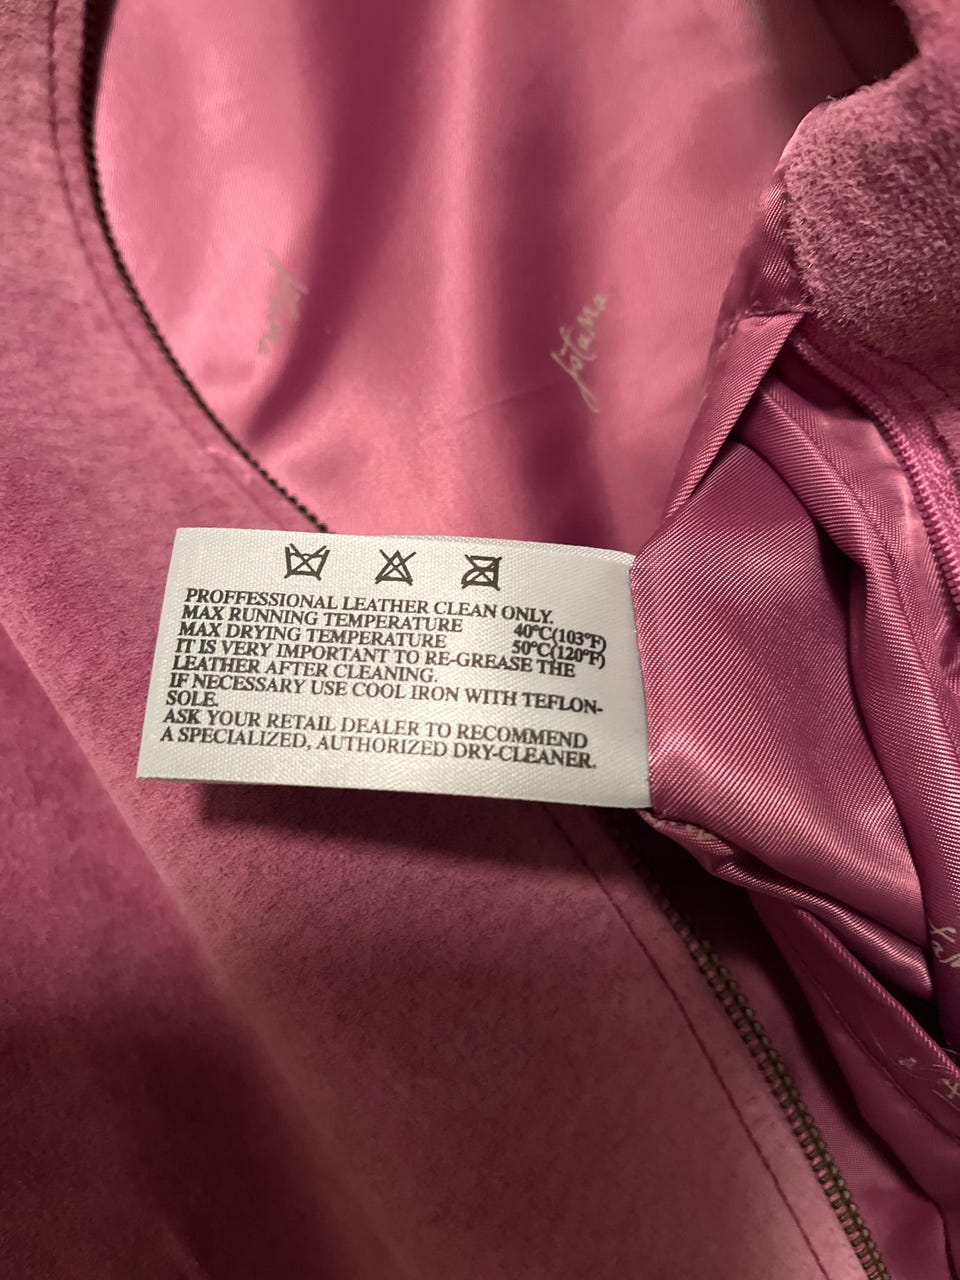 PROFFESSIONAL LEATHER CLEAN ONLY.
MAX RUNNING TEMPERATURE 40°C(103°F)
MAX DRYING TEMPERATURE 50°C(120°F)
IT IS VERY IMPORTANT TO RE-GREASE THE
LEATHER AFTER CLEANING.
IF NECESSARY USE COOL IRON WITH TEFLON-
SOLE.
ASK YOUR RETAIL DEALER TO RECOMMEND
A SPECIALIZED, AUTHORIZED DRY-CLEANER.